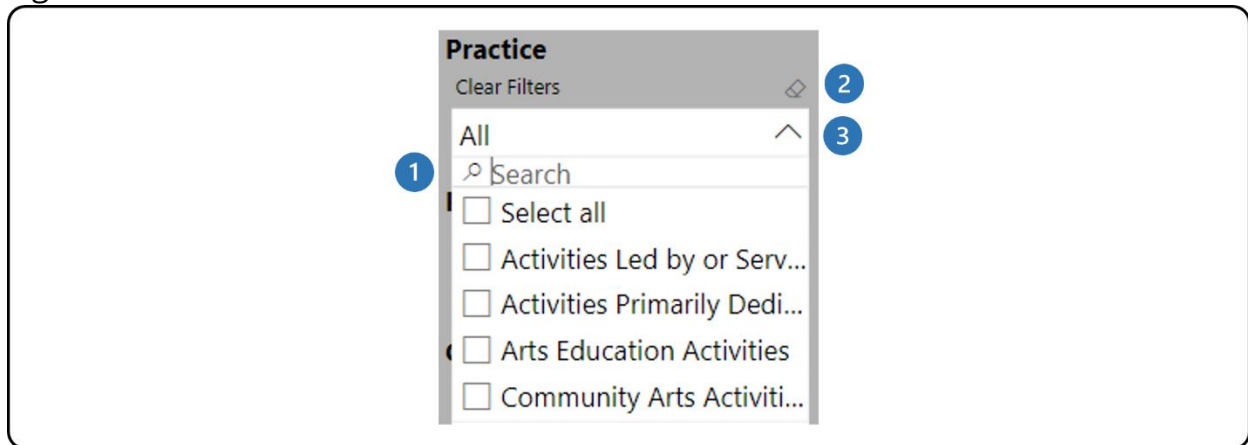 Practice
Clear Filters
2
All
3
1
Search
Select all
Activities Led by or Serv...
Activities Primarily Dedi...
Arts Education Activities
Community Arts Activiti...